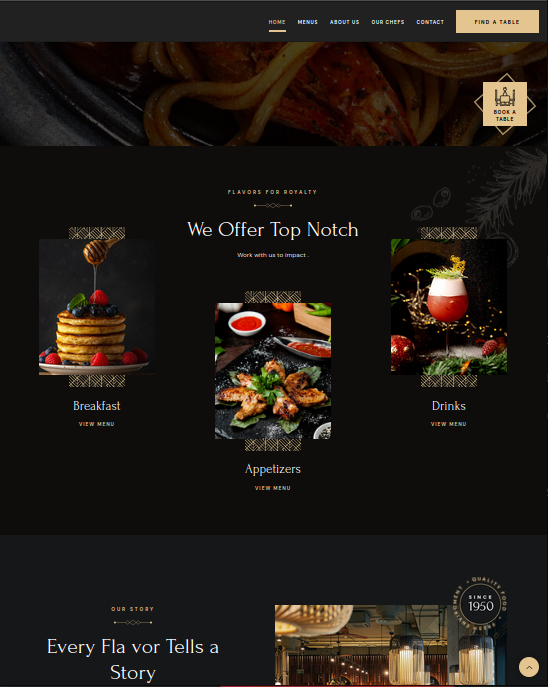 HOME MENUS ABOUT US OUR CHEFS CONTACT FIND A TABLE
BOOK A
TABLE
FLAVORS FOR ROYALTY
We Offer Top Notch
Work with us to Impact .
Breakfast
VIEW MENU
Drinks
VIEW MENU
Appetizers
VIEW MENU
QUALITY FOOD
SINCE
1950
OUR STORY
Every Fla vor Tells a
Story